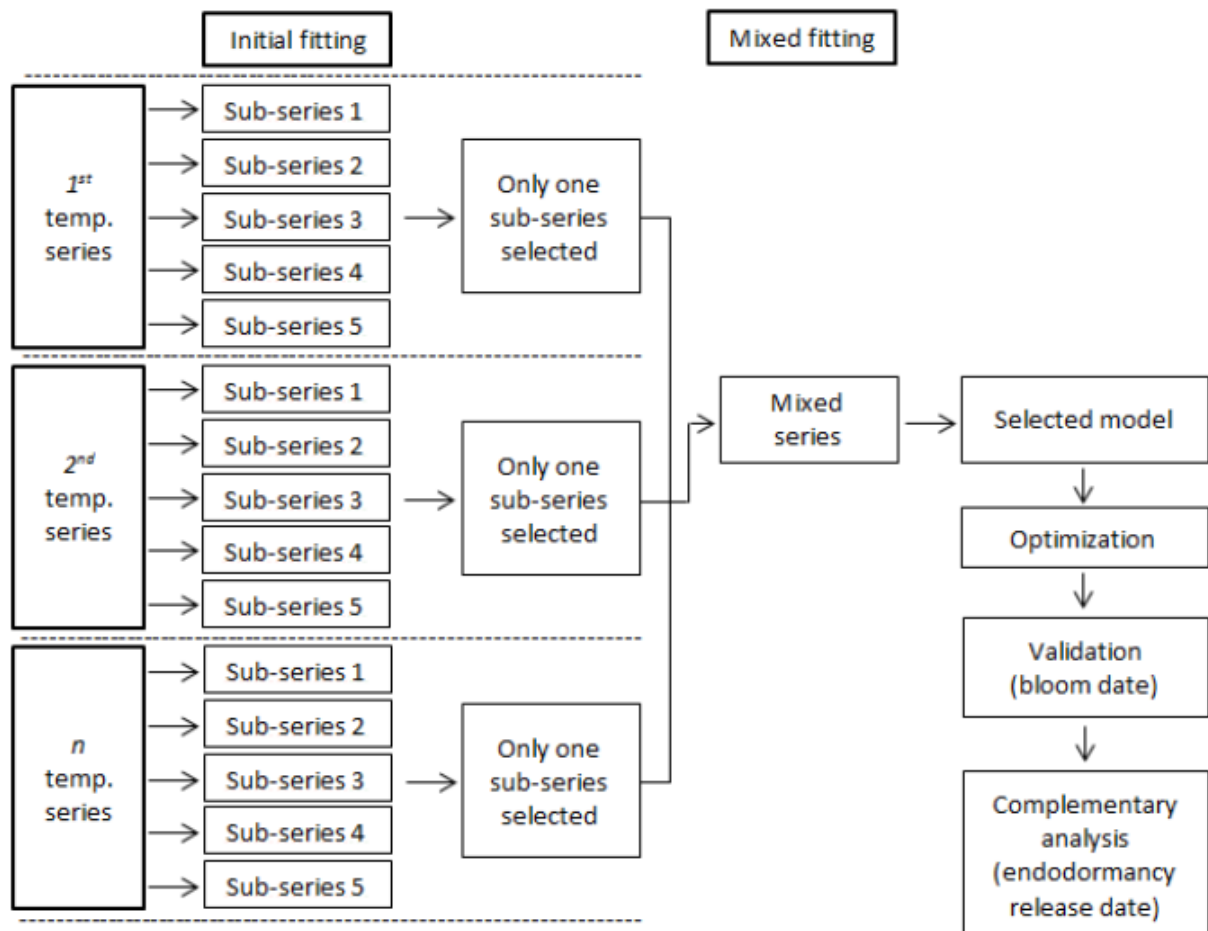 Initial fitting
Mixed fitting
1st
temp.
series
Sub-series 1
Sub-series 2
Sub-series 3
Sub-series 4
Sub-series 5
Only one
sub-series
selected
2nd
temp.
series
Sub-series 1
Sub-series 2
Sub-series 3
Sub-series 4
Sub-series 5
Only one
sub-series
selected
n
temp.
series
Sub-series 1
Sub-series 2
Sub-series 3
Sub-series 4
Sub-series 5
Only one
sub-series
selected
Mixed
series
Selected model
Optimization
Validation
(bloom date)
Complementary
analysis
(endodormancy
release date)